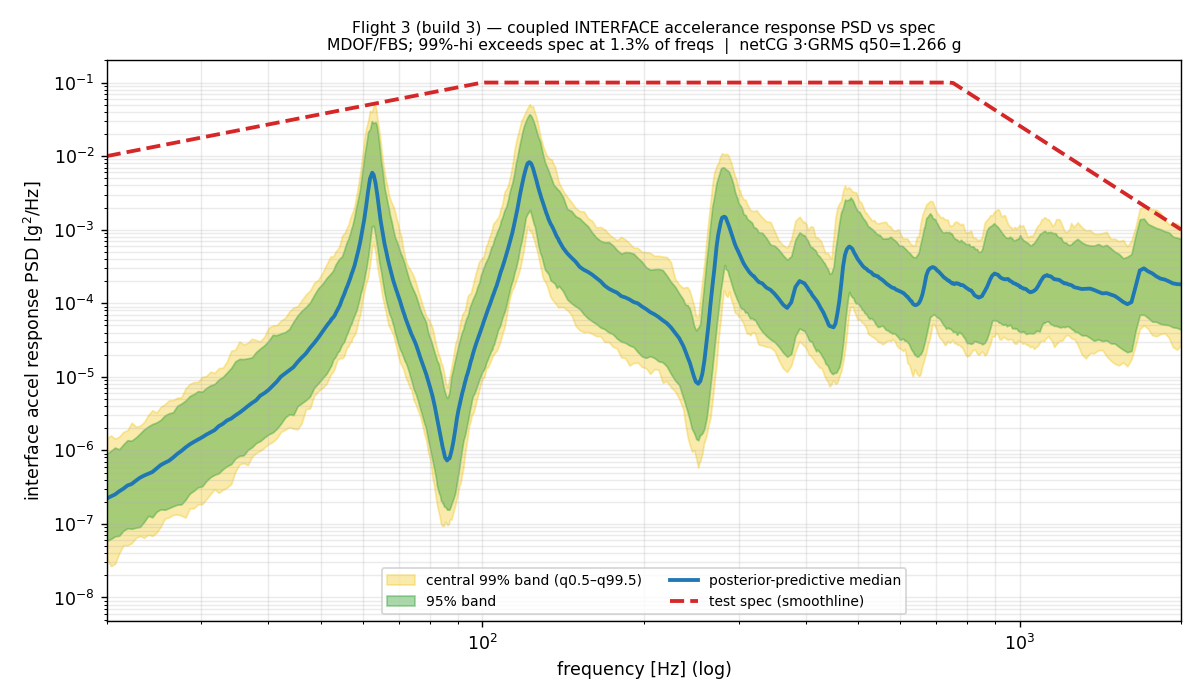 Flight 3 (build 3) — coupled INTERFACE accelerance response PSD vs spec
MDOF/FBS; 99%-hi exceeds spec at 1.3% of freqs | netCG 3·GRMS q50=1.266 g
interface accel response PSD [g²/Hz]
10⁻¹
10⁻²
10⁻³
10⁻⁴
10⁻⁵
10⁻⁶
10⁻⁷
10⁻⁸
central 99% band (q0.5–q99.5)
95% band
posterior-predictive median
test spec (smoothline)
10²
10³
frequency [Hz] (log)